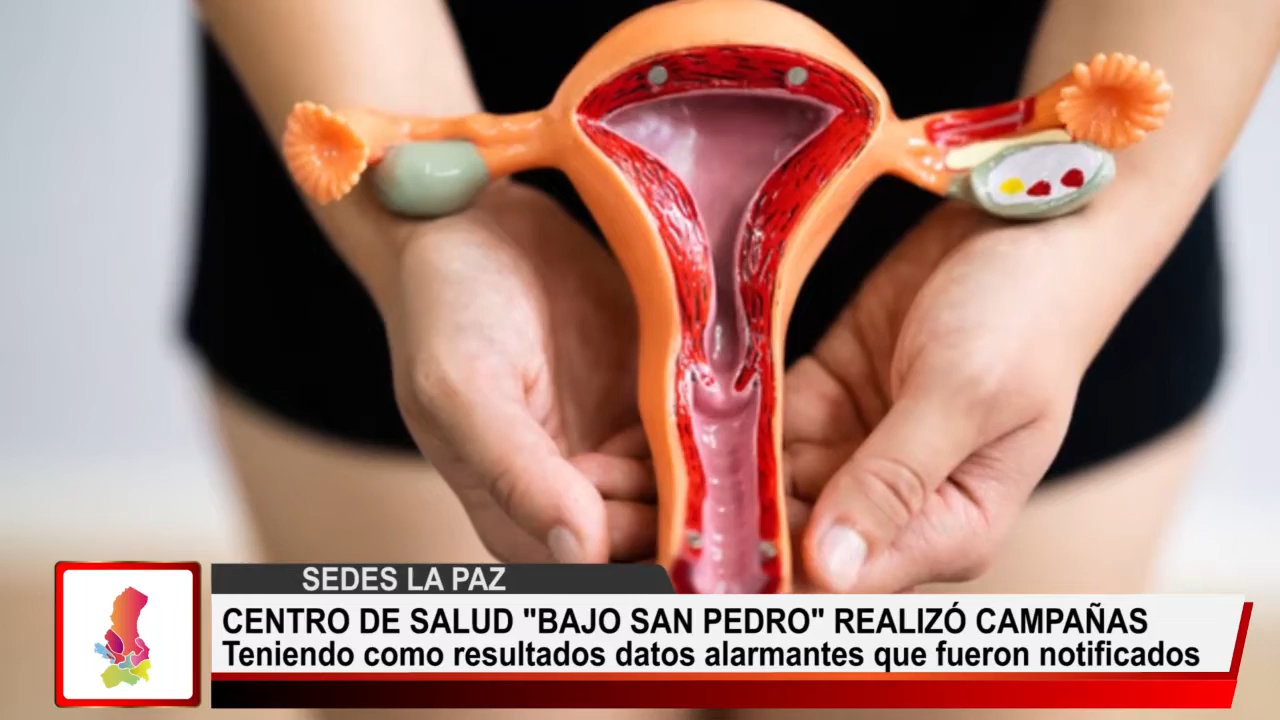 SEDES LA PAZ
CENTRO DE SALUD "BAJO SAN PEDRO" REALIZÓ CAMPAÑAS
Teniendo como resultados datos alarmantes que fueron notificados